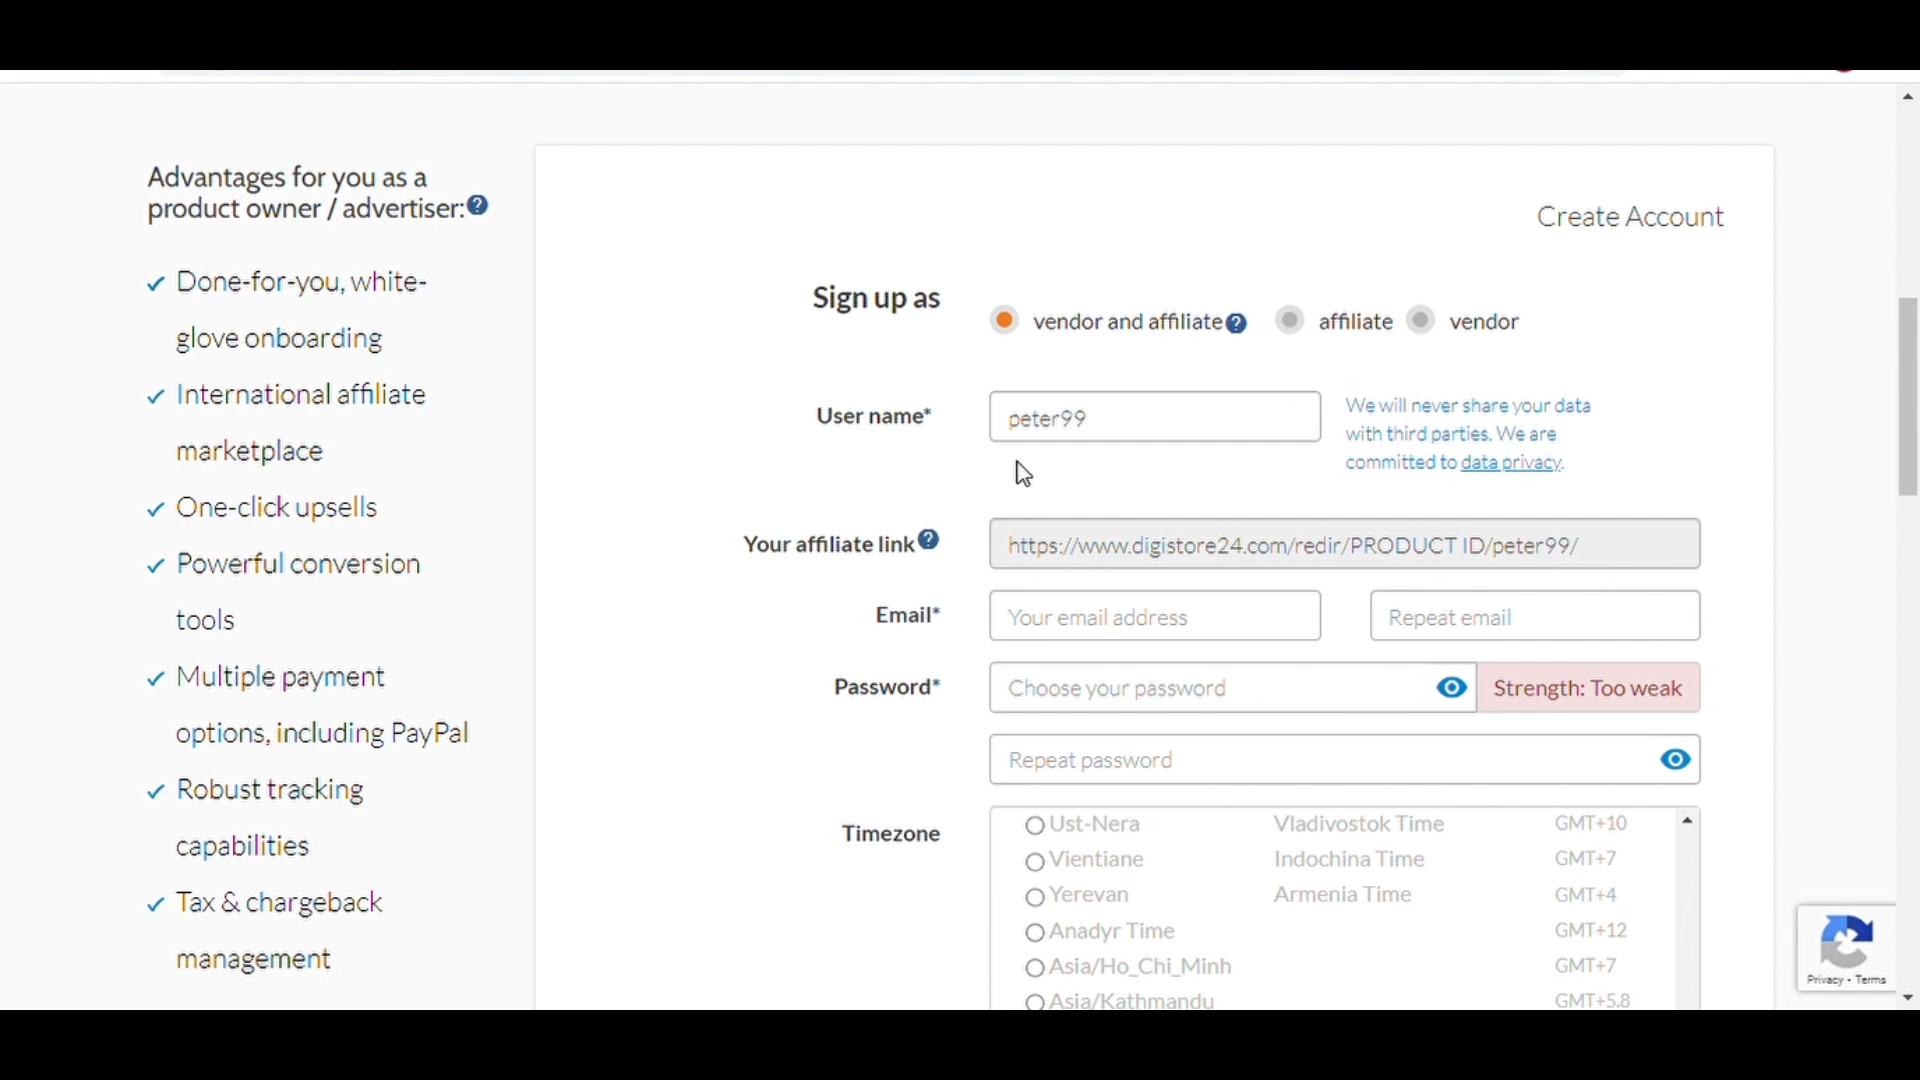 Advantages for you as a
product owner / advertiser:
Done-for-you, white-
glove onboarding
International affiliate
marketplace
One-click upsells
Powerful conversion
tools
Multiple payment
options, including PayPal
Robust tracking
capabilities
Tax & chargeback
management
Create Account
Sign up as
vendor and affiliate affiliate vendor
User name* peter99
We will never share your data
with third parties. We are
committed to data privacy.
Your affiliate link https://www.digistore24.com/redir/PRODUCT ID/peter99/
Email* Your email address Repeat email
Password* Choose your password Strength: Too weak
Repeat password
Timezone
Ust-Nera Vladivostok Time GMT+10
Vientiane Indochina Time GMT+7
Yerevan Armenia Time GMT+4
Anadyr Time GMT+12
Asia/Ho_Chi_Minh GMT+7
Asia/Kathmandu GMT+5.8
Privacy - Terms